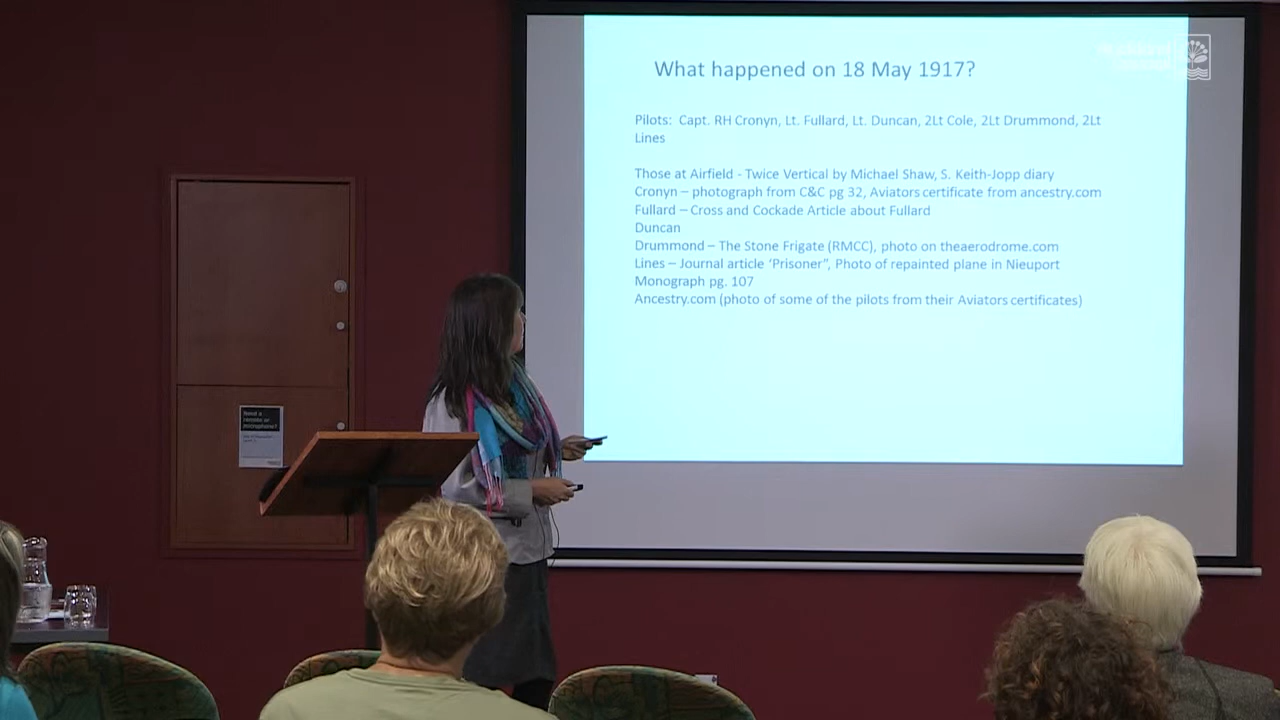 What happened on 18 May 1917?
Pilots: Capt. RH Cronyn, Lt. Fullard, Lt. Duncan, 2Lt Cole, 2Lt Drummond, 2Lt
Lines
Those at Airfield - Twice Vertical by Michael Shaw, S. Keith-Jopp diary
Cronyn – photograph from C&C pg 32, Aviators certificate from ancestry.com
Fullard – Cross and Cockade Article about Fullard
Duncan
Drummond – The Stone Frigate (RMCC), photo on theaerodrome.com
Lines – Journal article ‘Prisoner”, Photo of repainted plane in Nieuport
Monograph pg. 107
Ancestry.com (photo of some of the pilots from their Aviators certificates)
Need a
remote or
microphone?